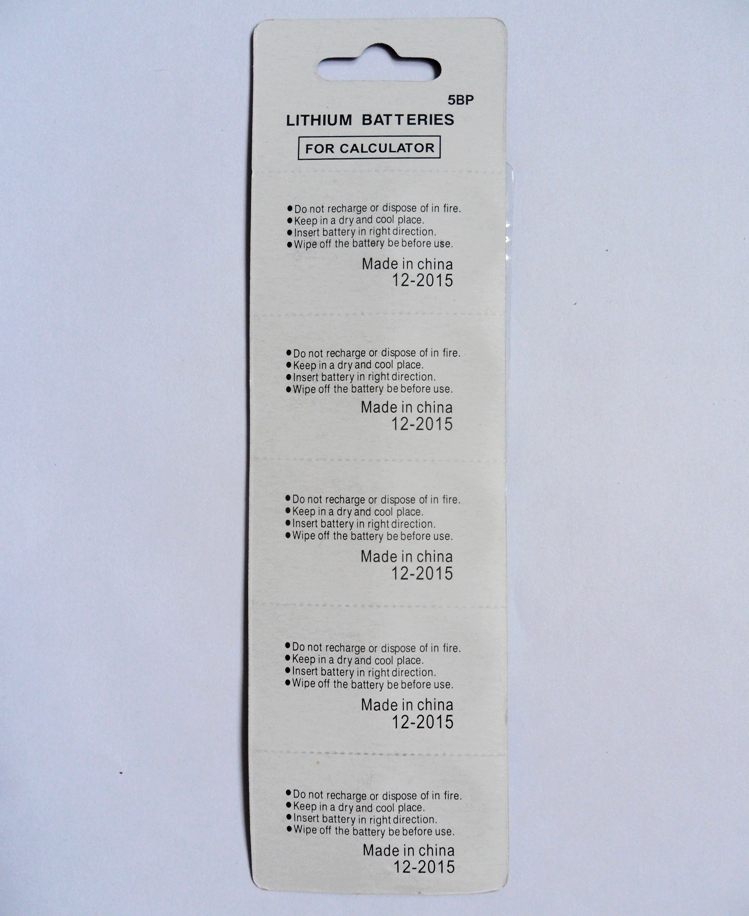 5BP
LITHIUM BATTERIES
FOR CALCULATOR
●Do not recharge or dispose of in fire.
●Keep in a dry and cool place.
●Insert battery in right direction.
●Wipe off the battery be before use.
Made in china
12-2015
●Do not recharge or dispose of in fire.
●Keep in a dry and cool place.
●Insert battery in right direction.
●Wipe off the battery be before use.
Made in china
12-2015
●Do not recharge or dispose of in fire.
●Keep in a dry and cool place.
●Insert battery in right direction.
●Wipe off the battery be before use.
Made in china
12-2015
●Do not recharge or dispose of in fire.
●Keep in a dry and cool place.
●Insert battery in right direction.
●Wipe off the battery be before use.
Made in china
12-2015
●Do not recharge or dispose of in fire.
●Keep in a dry and cool place.
●Insert battery in right direction.
●Wipe off the battery be before use.
Made in china
12-2015